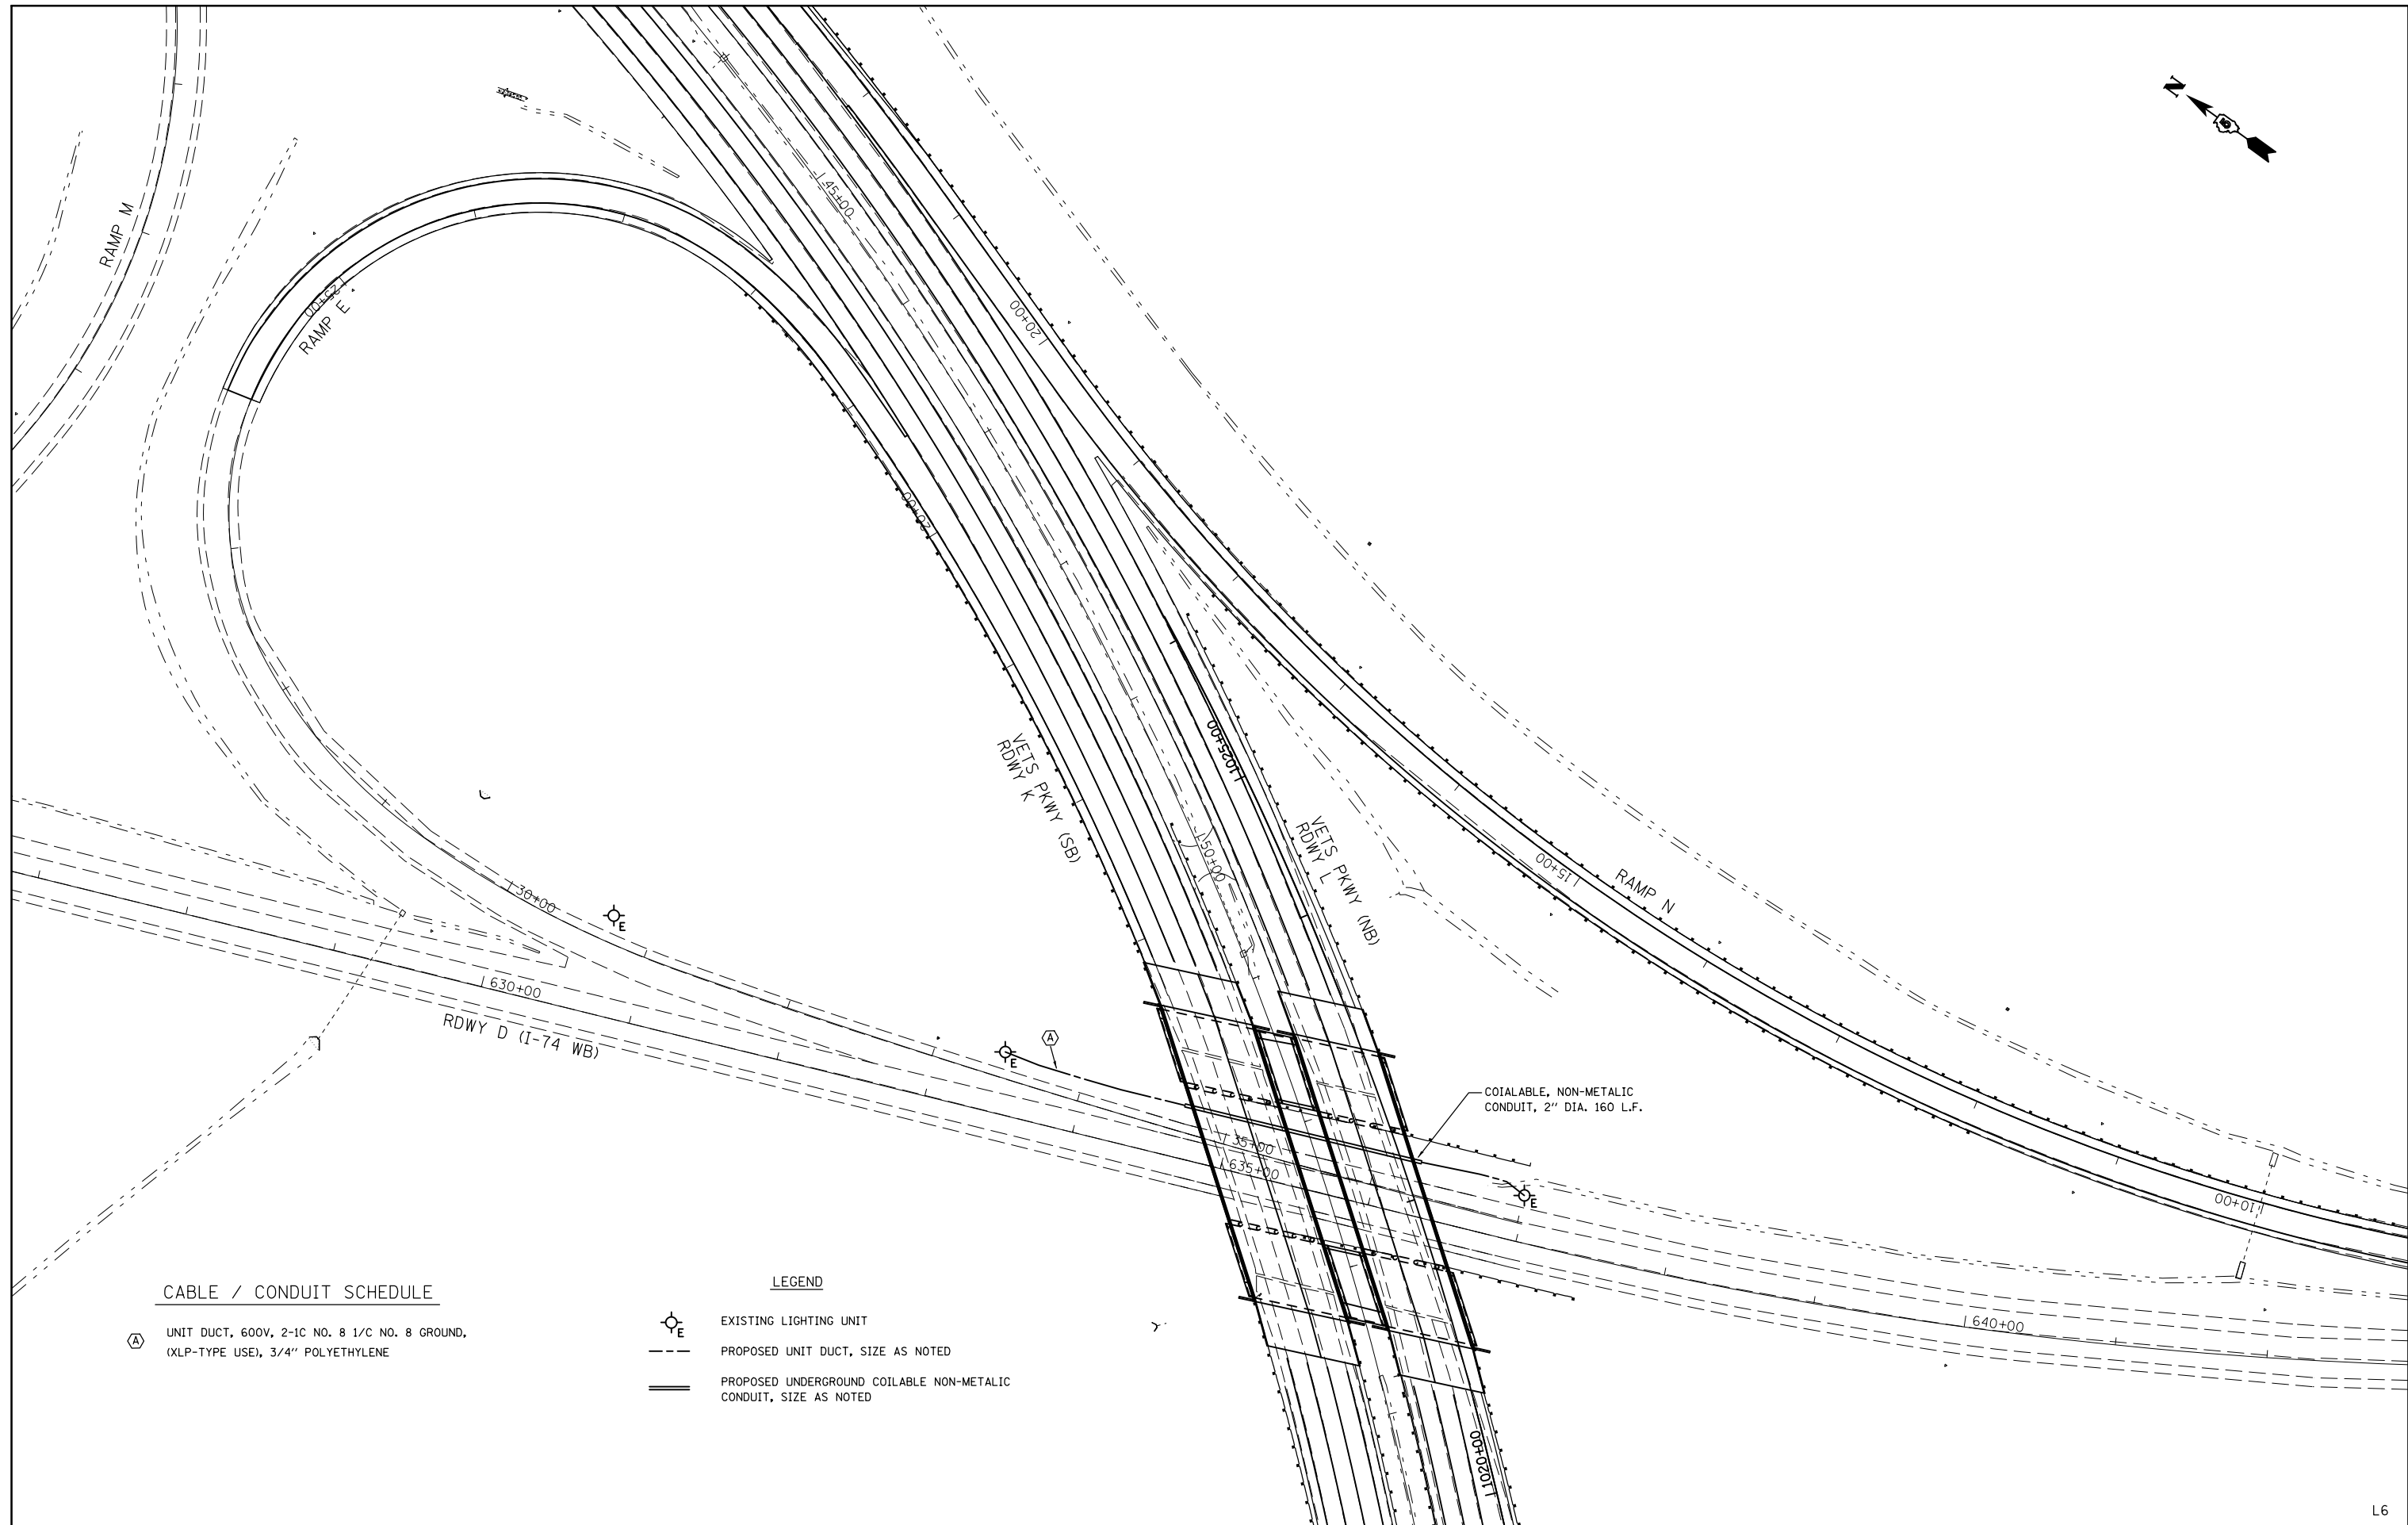 N
RAMP M
45+00
20+00
25+00
RAMP E
20+00
VETS PKWY (SB)
RDWY K
1025+00
VETS PKWY (NB)
RDWY L
50+00
15+00
RAMP N
30+00
E
630+00
RDWY D (I-74 WB)
A
E
COIALABLE, NON-METALIC
CONDUIT, 2" DIA. 160 L.F.
35+00
635+00
E
10+00
640+00
1020+00
CABLE / CONDUIT SCHEDULE
A
UNIT DUCT, 600V, 2-1C NO. 8 1/C NO. 8 GROUND,
(XLP-TYPE USE), 3/4" POLYETHYLENE
LEGEND
E
EXISTING LIGHTING UNIT
PROPOSED UNIT DUCT, SIZE AS NOTED
PROPOSED UNDERGROUND COILABLE NON-METALIC
CONDUIT, SIZE AS NOTED
L6